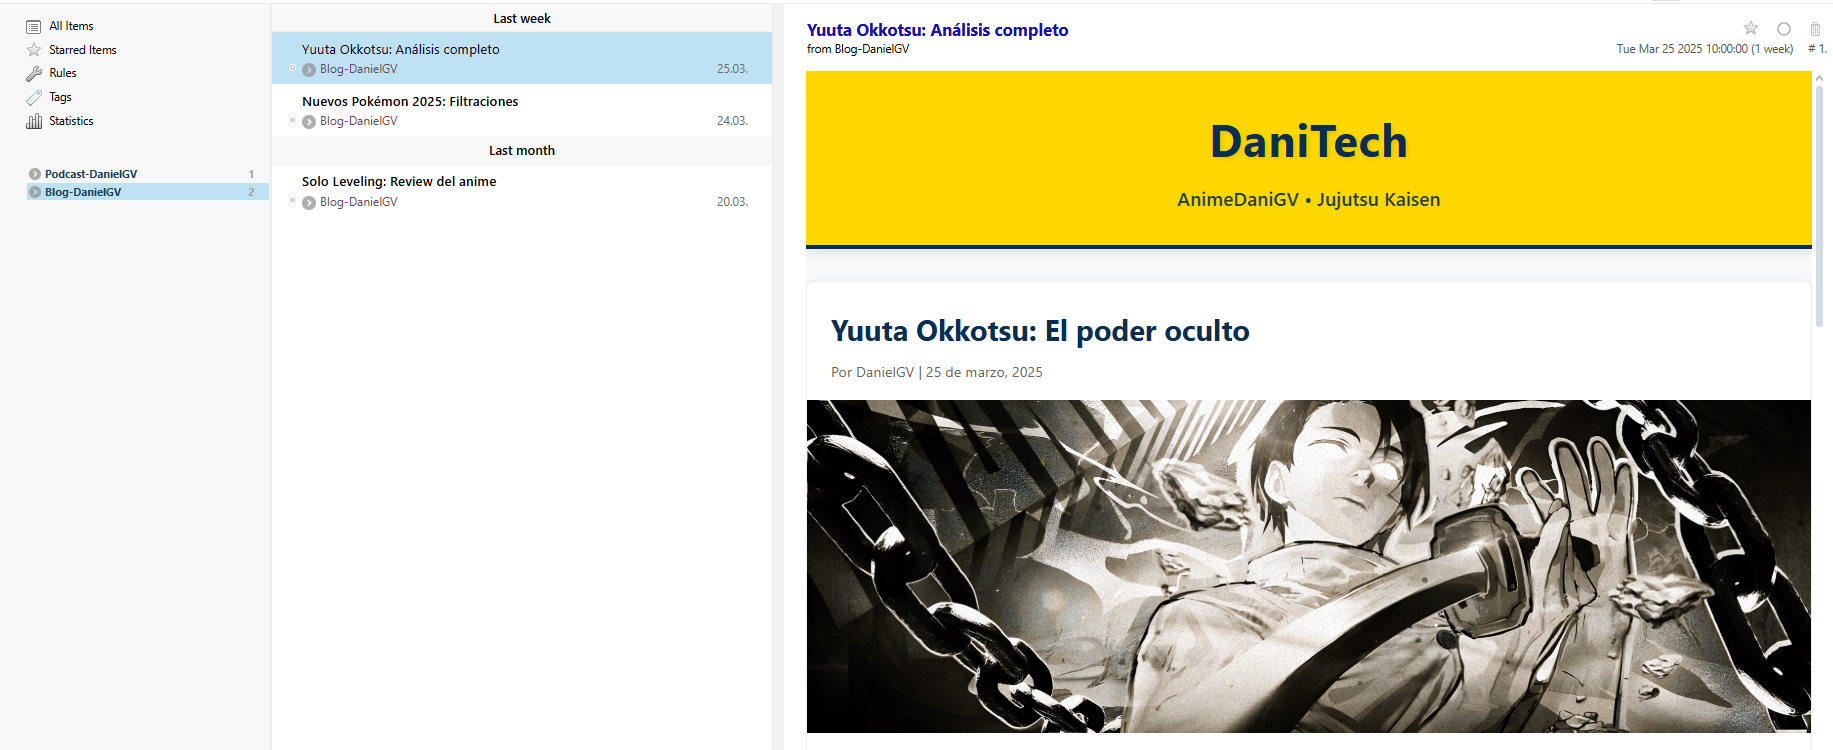 All Items
Starred Items
Rules
Tags
Statistics
Podcast-DanielGV 1
Blog-DanielGV 2
Last week
Yuuta Okkotsu: Análisis completo
Blog-DanielGV 25.03.
Nuevos Pokémon 2025: Filtraciones
Blog-DanielGV 24.03.
Last month
Solo Leveling: Review del anime
Blog-DanielGV 20.03.
Yuuta Okkotsu: Análisis completo
from Blog-DanielGV Tue Mar 25 2025 10:00:00 (1 week) # 1.
DaniTech
AnimeDaniGV • Jujutsu Kaisen
Yuuta Okkotsu: El poder oculto
Por DanielGV | 25 de marzo, 2025